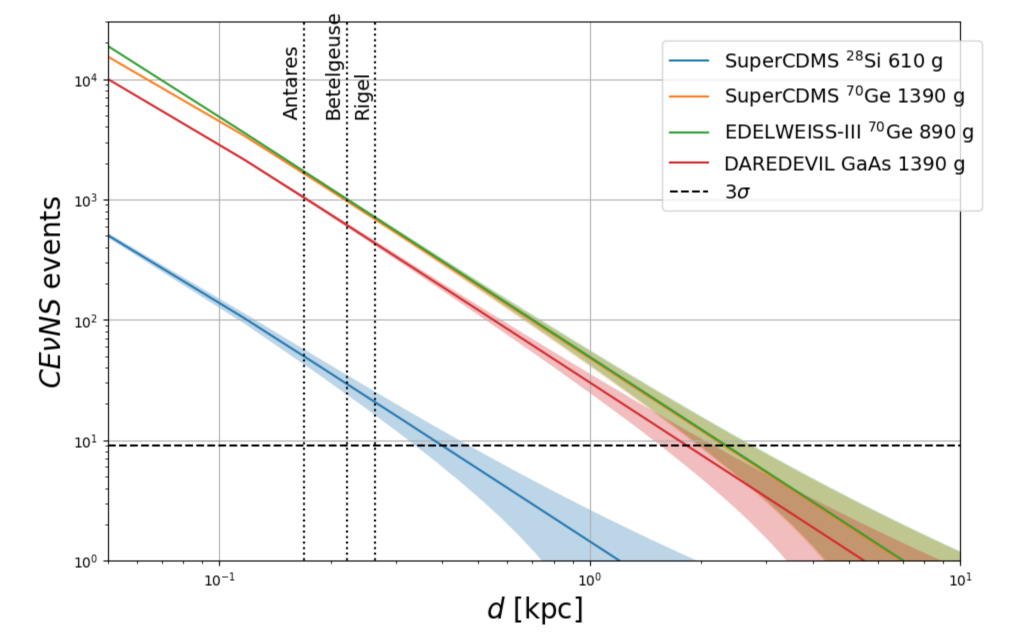 CEνNS events
10⁴
10³
10²
10¹
10⁰
Antares
Betelgeuse
Rigel
SuperCDMS ²⁸Si 610 g
SuperCDMS ⁷⁰Ge 1390 g
EDELWEISS-III ⁷⁰Ge 890 g
DAREDEVIL GaAs 1390 g
3σ
10⁻¹
10⁰
10¹
d [kpc]